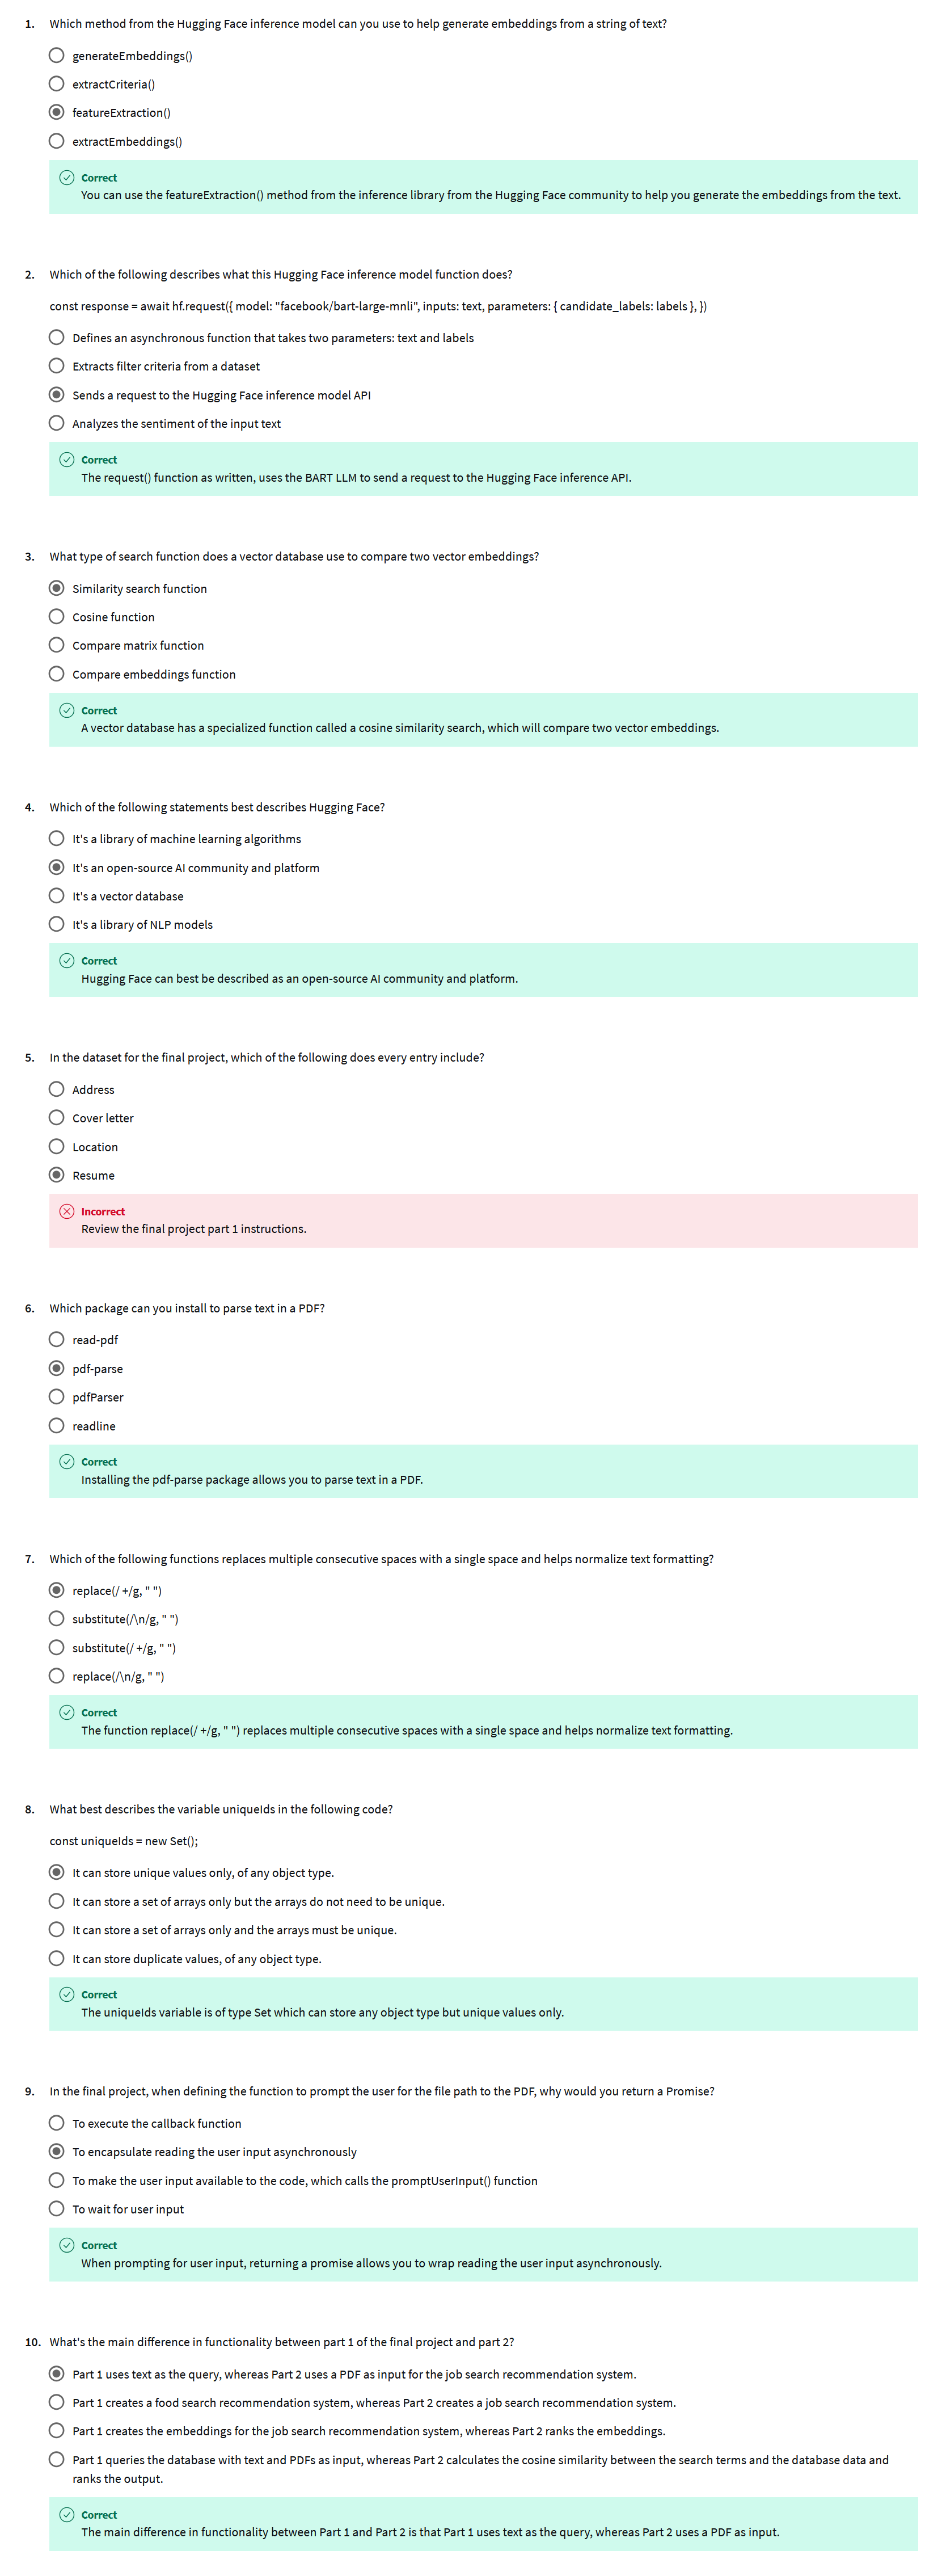 1. Which method from the Hugging Face inference model can you use to help generate embeddings from a string of text?
generateEmbeddings()
extractCriteria()
featureExtraction()
extractEmbeddings()
Correct
You can use the featureExtraction() method from the inference library from the Hugging Face community to help you generate the embeddings from the text.
2. Which of the following describes what this Hugging Face inference model function does?
const response = await hf.request({ model: "facebook/bart-large-mnli", inputs: text, parameters: { candidate_labels: labels }, })
Defines an asynchronous function that takes two parameters: text and labels
Extracts filter criteria from a dataset
Sends a request to the Hugging Face inference model API
Analyzes the sentiment of the input text
Correct
The request() function as written, uses the BART LLM to send a request to the Hugging Face inference API.
3. What type of search function does a vector database use to compare two vector embeddings?
Similarity search function
Cosine function
Compare matrix function
Compare embeddings function
Correct
A vector database has a specialized function called a cosine similarity search, which will compare two vector embeddings.
4. Which of the following statements best describes Hugging Face?
It's a library of machine learning algorithms
It's an open-source AI community and platform
It's a vector database
It's a library of NLP models
Correct
Hugging Face can best be described as an open-source AI community and platform.
5. In the dataset for the final project, which of the following does every entry include?
Address
Cover letter
Location
Resume
Incorrect
Review the final project part 1 instructions.
6. Which package can you install to parse text in a PDF?
read-pdf
pdf-parse
pdfParser
readline
Correct
Installing the pdf-parse package allows you to parse text in a PDF.
7. Which of the following functions replaces multiple consecutive spaces with a single space and helps normalize text formatting?
replace(/ +/g, " ")
substitute(/\n/g, " ")
substitute(/ +/g, " ")
replace(/\n/g, " ")
Correct
The function replace(/ +/g, " ") replaces multiple consecutive spaces with a single space and helps normalize text formatting.
8. What best describes the variable uniqueIds in the following code?
const uniqueIds = new Set();
It can store unique values only, of any object type.
It can store a set of arrays only but the arrays do not need to be unique.
It can store a set of arrays only and the arrays must be unique.
It can store duplicate values, of any object type.
Correct
The uniqueIds variable is of type Set which can store any object type but unique values only.
9. In the final project, when defining the function to prompt the user for the file path to the PDF, why would you return a Promise?
To execute the callback function
To encapsulate reading the user input asynchronously
To make the user input available to the code, which calls the promptUserInput() function
To wait for user input
Correct
When prompting for user input, returning a promise allows you to wrap reading the user input asynchronously.
10. What's the main difference in functionality between part 1 of the final project and part 2?
Part 1 uses text as the query, whereas Part 2 uses a PDF as input for the job search recommendation system.
Part 1 creates a food search recommendation system, whereas Part 2 creates a job search recommendation system.
Part 1 creates the embeddings for the job search recommendation system, whereas Part 2 ranks the embeddings.
Part 1 queries the database with text and PDFs as input, whereas Part 2 calculates the cosine similarity between the search terms and the database data and
ranks the output.
Correct
The main difference in functionality between Part 1 and Part 2 is that Part 1 uses text as the query, whereas Part 2 uses a PDF as input.